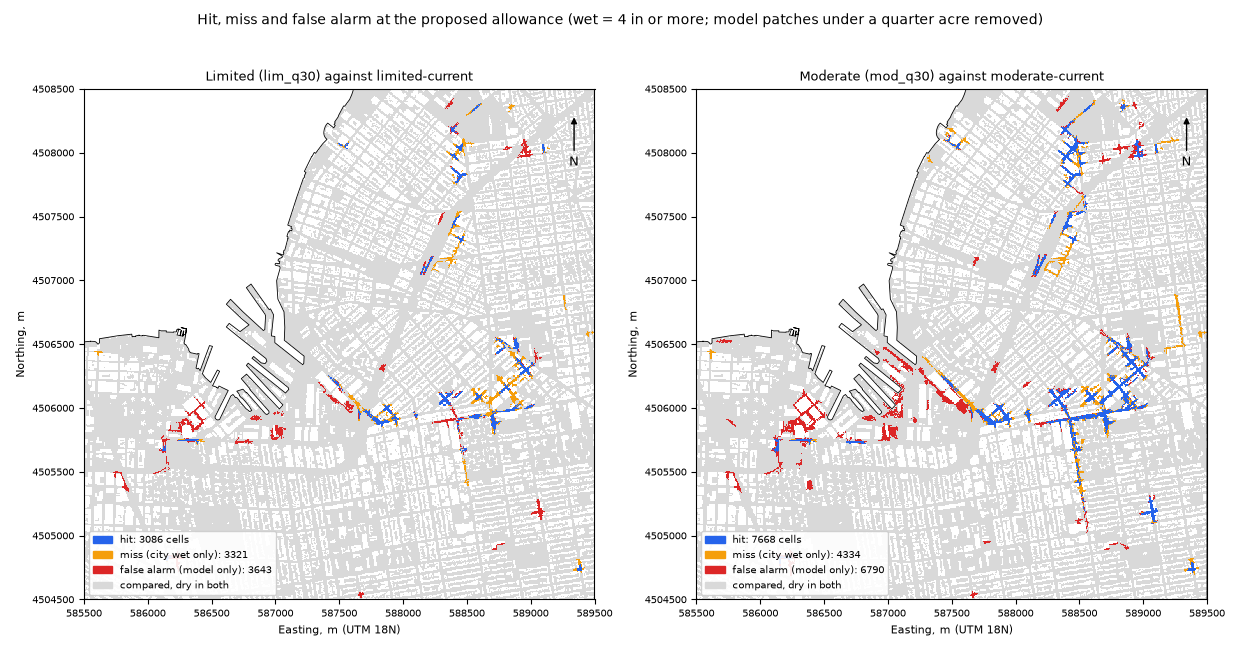 Hit, miss and false alarm at the proposed allowance (wet = 4 in or more; model patches under a quarter acre removed)
Limited (lim_q30) against limited-current
4508500
4508000
4507500
4507000
4506500
4506000
4505500
4505000
4504500
Northing, m
N
hit: 3086 cells
miss (city wet only): 3321
false alarm (model only): 3643
compared, dry in both
585500 586000 586500 587000 587500 588000 588500 589000 589500
Easting, m (UTM 18N)
Moderate (mod_q30) against moderate-current
4508500
4508000
4507500
4507000
4506500
4506000
4505500
4505000
4504500
Northing, m
N
hit: 7668 cells
miss (city wet only): 4334
false alarm (model only): 6790
compared, dry in both
585500 586000 586500 587000 587500 588000 588500 589000 589500
Easting, m (UTM 18N)